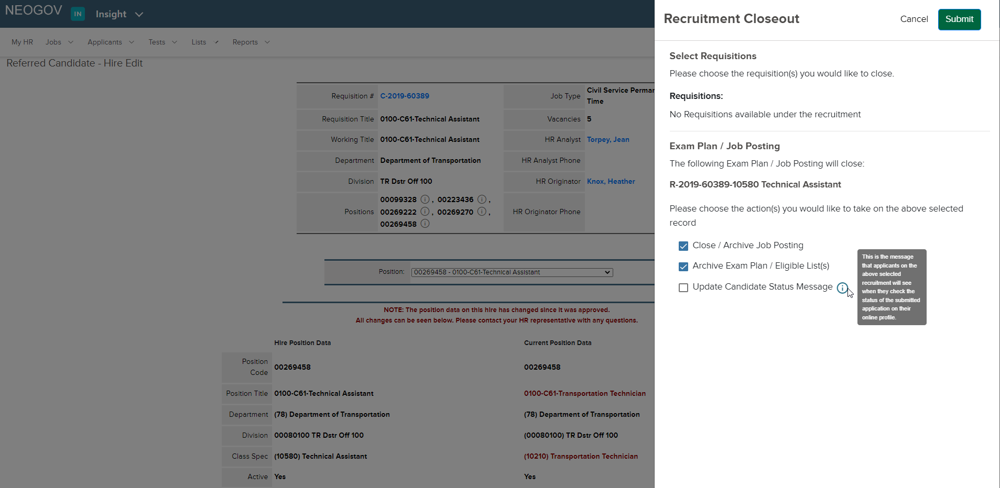 NEOGOV IN Insight
My HR Jobs Applicants Tests Lists Reports
Referred Candidate - Hire Edit
Requisition # C-2019-60389 Job Type Civil Service Permar
Time
Requisition Title 0100-C61-Technical Assistant Vacancies 5
Working Title 0100-C61-Technical Assistant HR Analyst Torpey, Jean
Department Department of Transportation HR Analyst Phone
Division TR Dstr Off 100 HR Originator Knox, Heather
Positions 00099328 , 00223436 ,
00269222 , 00269270 ,
00269458
HR Originator Phone
Position: 00269458 - 0100-C61-Technical Assistant
NOTE: The position data on this hire has changed since it was approved.
All changes can be seen below. Please contact your HR representative with any questions.
Hire Position Data Current Position Data
Position
Code 00269458 00269458
Position Title 0100-C61-Technical Assistant 0100-C61-Transportation Technician
Department (78) Department of Transportation (78) Department of Transportation
Division 00080100 TR Dstr Off 100 (00080100) TR Dstr Off 100
Class Spec (10580) Technical Assistant (10210) Transportation Technician
Active Yes Yes
Recruitment Closeout Cancel Submit
Select Requisitions
Please choose the requisition(s) you would like to close.
Requisitions:
No Requisitions available under the recruitment
Exam Plan / Job Posting
The following Exam Plan / Job Posting will close:
R-2019-60389-10580 Technical Assistant
Please choose the action(s) you would like to take on the above selected
record
Close / Archive Job Posting
Archive Exam Plan / Eligible List(s)
Update Candidate Status Message
This is the message
that applicants on the
above selected
recruitment will see
when they check the
status of the submitted
application on their
online profile.